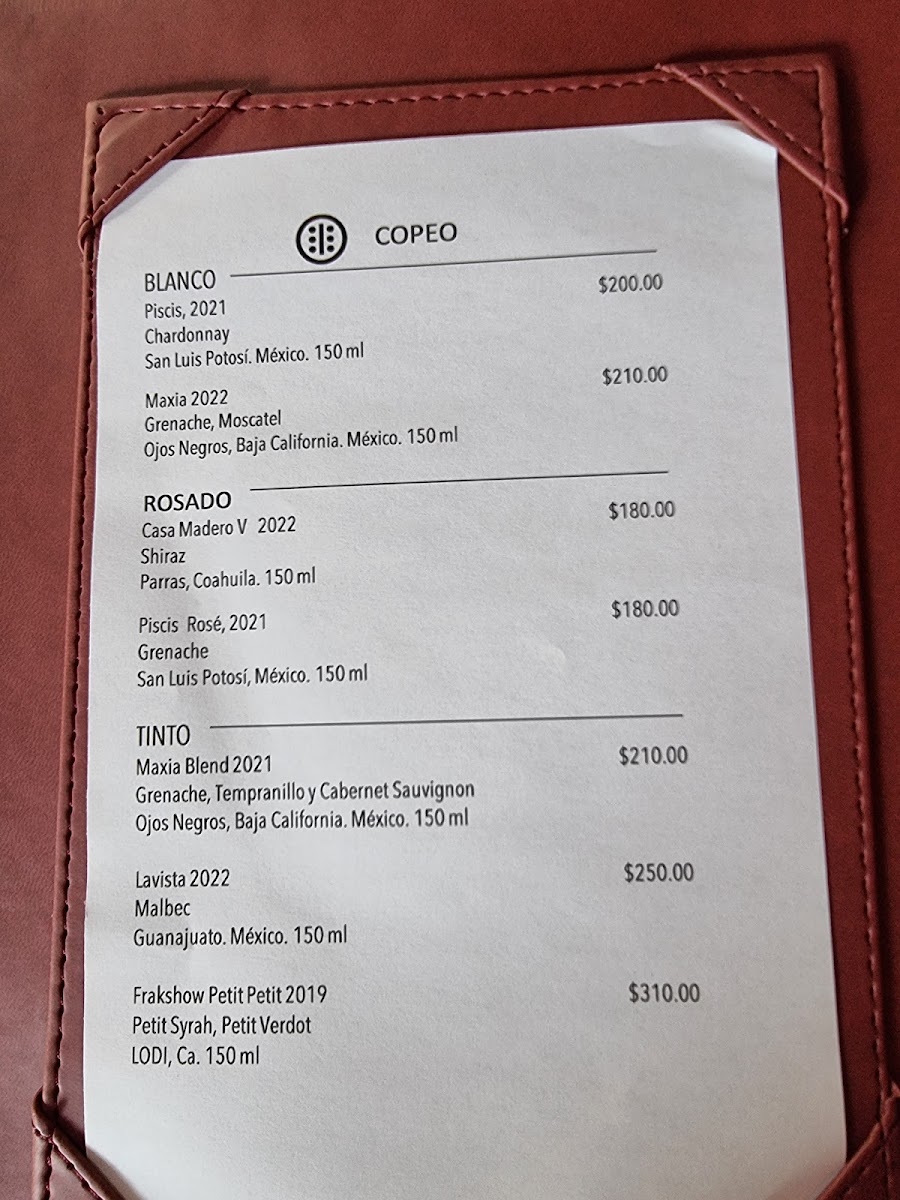 COPEO
BLANCO
Piscis, 2021 $200.00
Chardonnay
San Luis Potosí. México. 150 ml
Maxia 2022 $210.00
Grenache, Moscatel
Ojos Negros, Baja California. México. 150 ml
ROSADO
Casa Madero V 2022 $180.00
Shiraz
Parras, Coahuila. 150 ml
Piscis Rosé, 2021 $180.00
Grenache
San Luis Potosí, México. 150 ml
TINTO
Maxia Blend 2021 $210.00
Grenache, Tempranillo y Cabernet Sauvignon
Ojos Negros, Baja California. México. 150 ml
Lavista 2022 $250.00
Malbec
Guanajuato. México. 150 ml
Frakshow Petit Petit 2019 $310.00
Petit Syrah, Petit Verdot
LODI, Ca. 150 ml